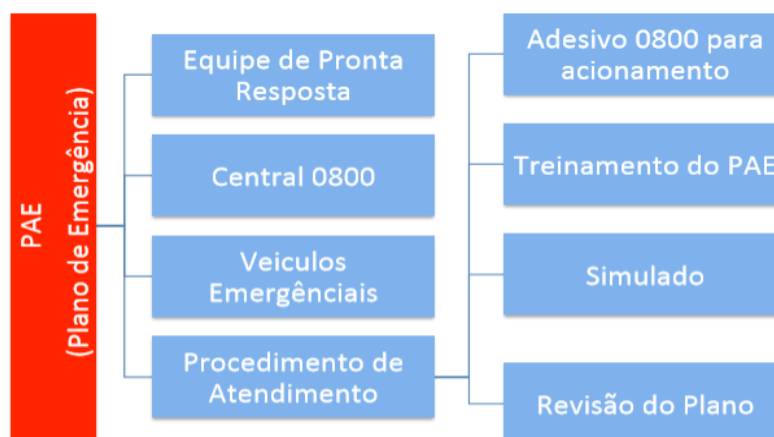 PAE
(Plano de Emergência)
Equipe de Pronta
Resposta
Central 0800
Veiculos
Emergênciais
Procedimento de
Atendimento
Adesivo 0800 para
acionamento
Treinamento do PAE
Simulado
Revisão do Plano